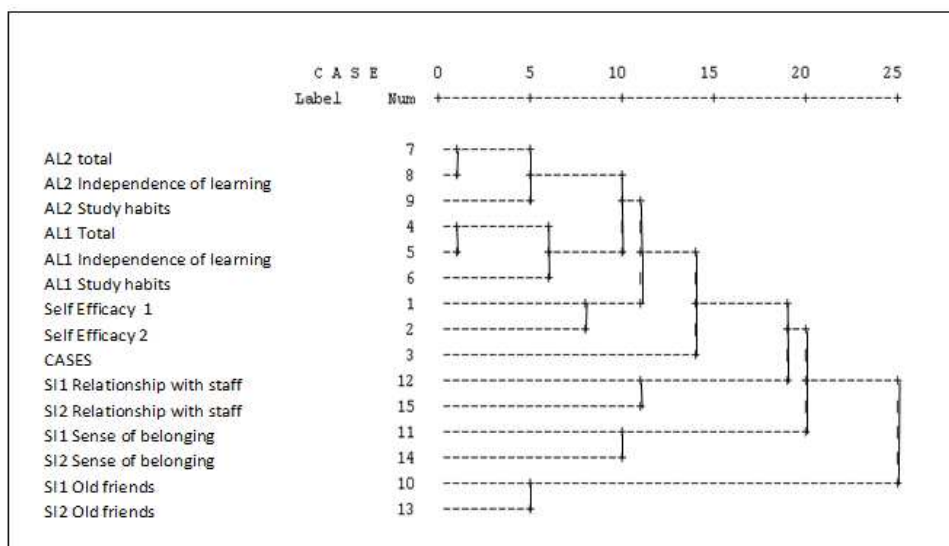 C A S E 0 5 10 15 20 25
Label Num
AL2 total 7
AL2 Independence of learning 8
AL2 Study habits 9
AL1 Total 4
AL1 Independence of learning 5
AL1 Study habits 6
Self Efficacy 1 1
Self Efficacy 2 2
CASES 3
SI1 Relationship with staff 12
SI2 Relationship with staff 15
SI1 Sense of belonging 11
SI2 Sense of belonging 14
SI1 Old friends 10
SI2 Old friends 13